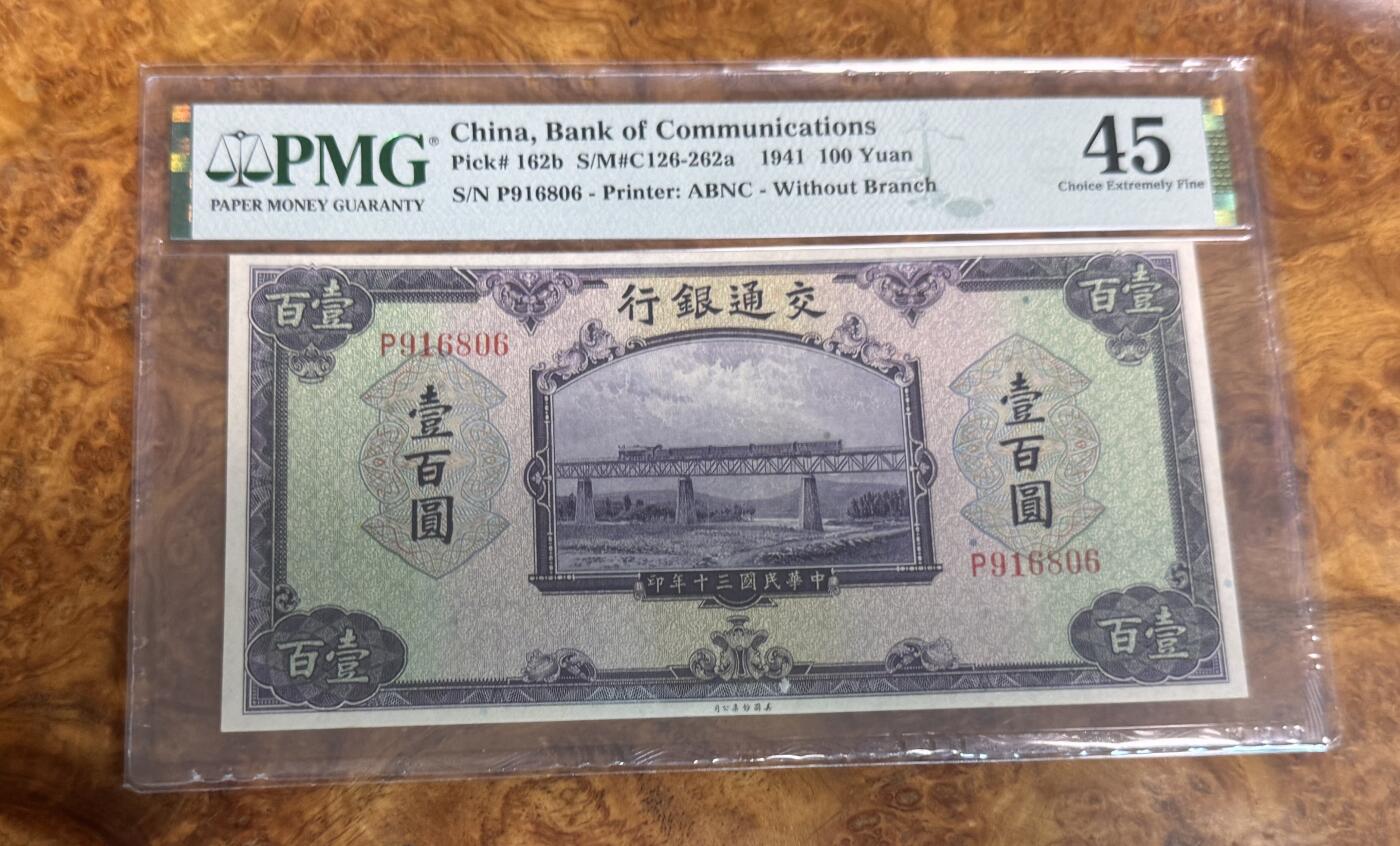 PMG®
PAPER MONEY GUARANTY
China, Bank of Communications
Pick# 162b S/M#C126-262a 1941 100 Yuan
S/N P916806 - Printer: ABNC - Without Branch
45
Choice Extremely Fine
百壹
行銀通交
百壹
P916806
壹百圓
壹百圓
P916806
印年十三國民華中
百壹
百壹